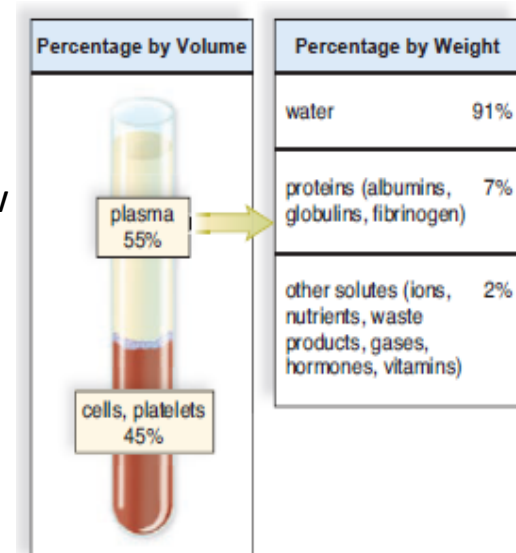 Percentage by Volume
plasma
55%
cells, platelets
45%
Percentage by Weight
water 91%
proteins (albumins, 7%
globulins, fibrinogen)
other solutes (ions, 2%
nutrients, waste
products, gases,
hormones, vitamins)